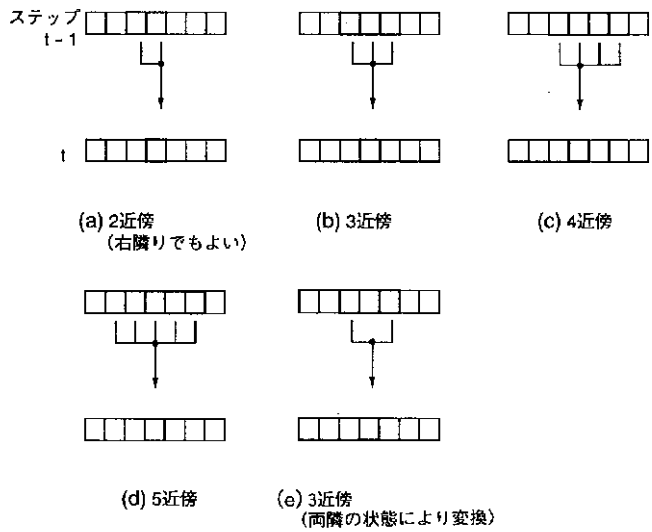 ステップ
t－1
t
(a) 2近傍
(右隣りでもよい)
(b) 3近傍
(c) 4近傍
(d) 5近傍
(e) 3近傍
(両隣の状態により変換)